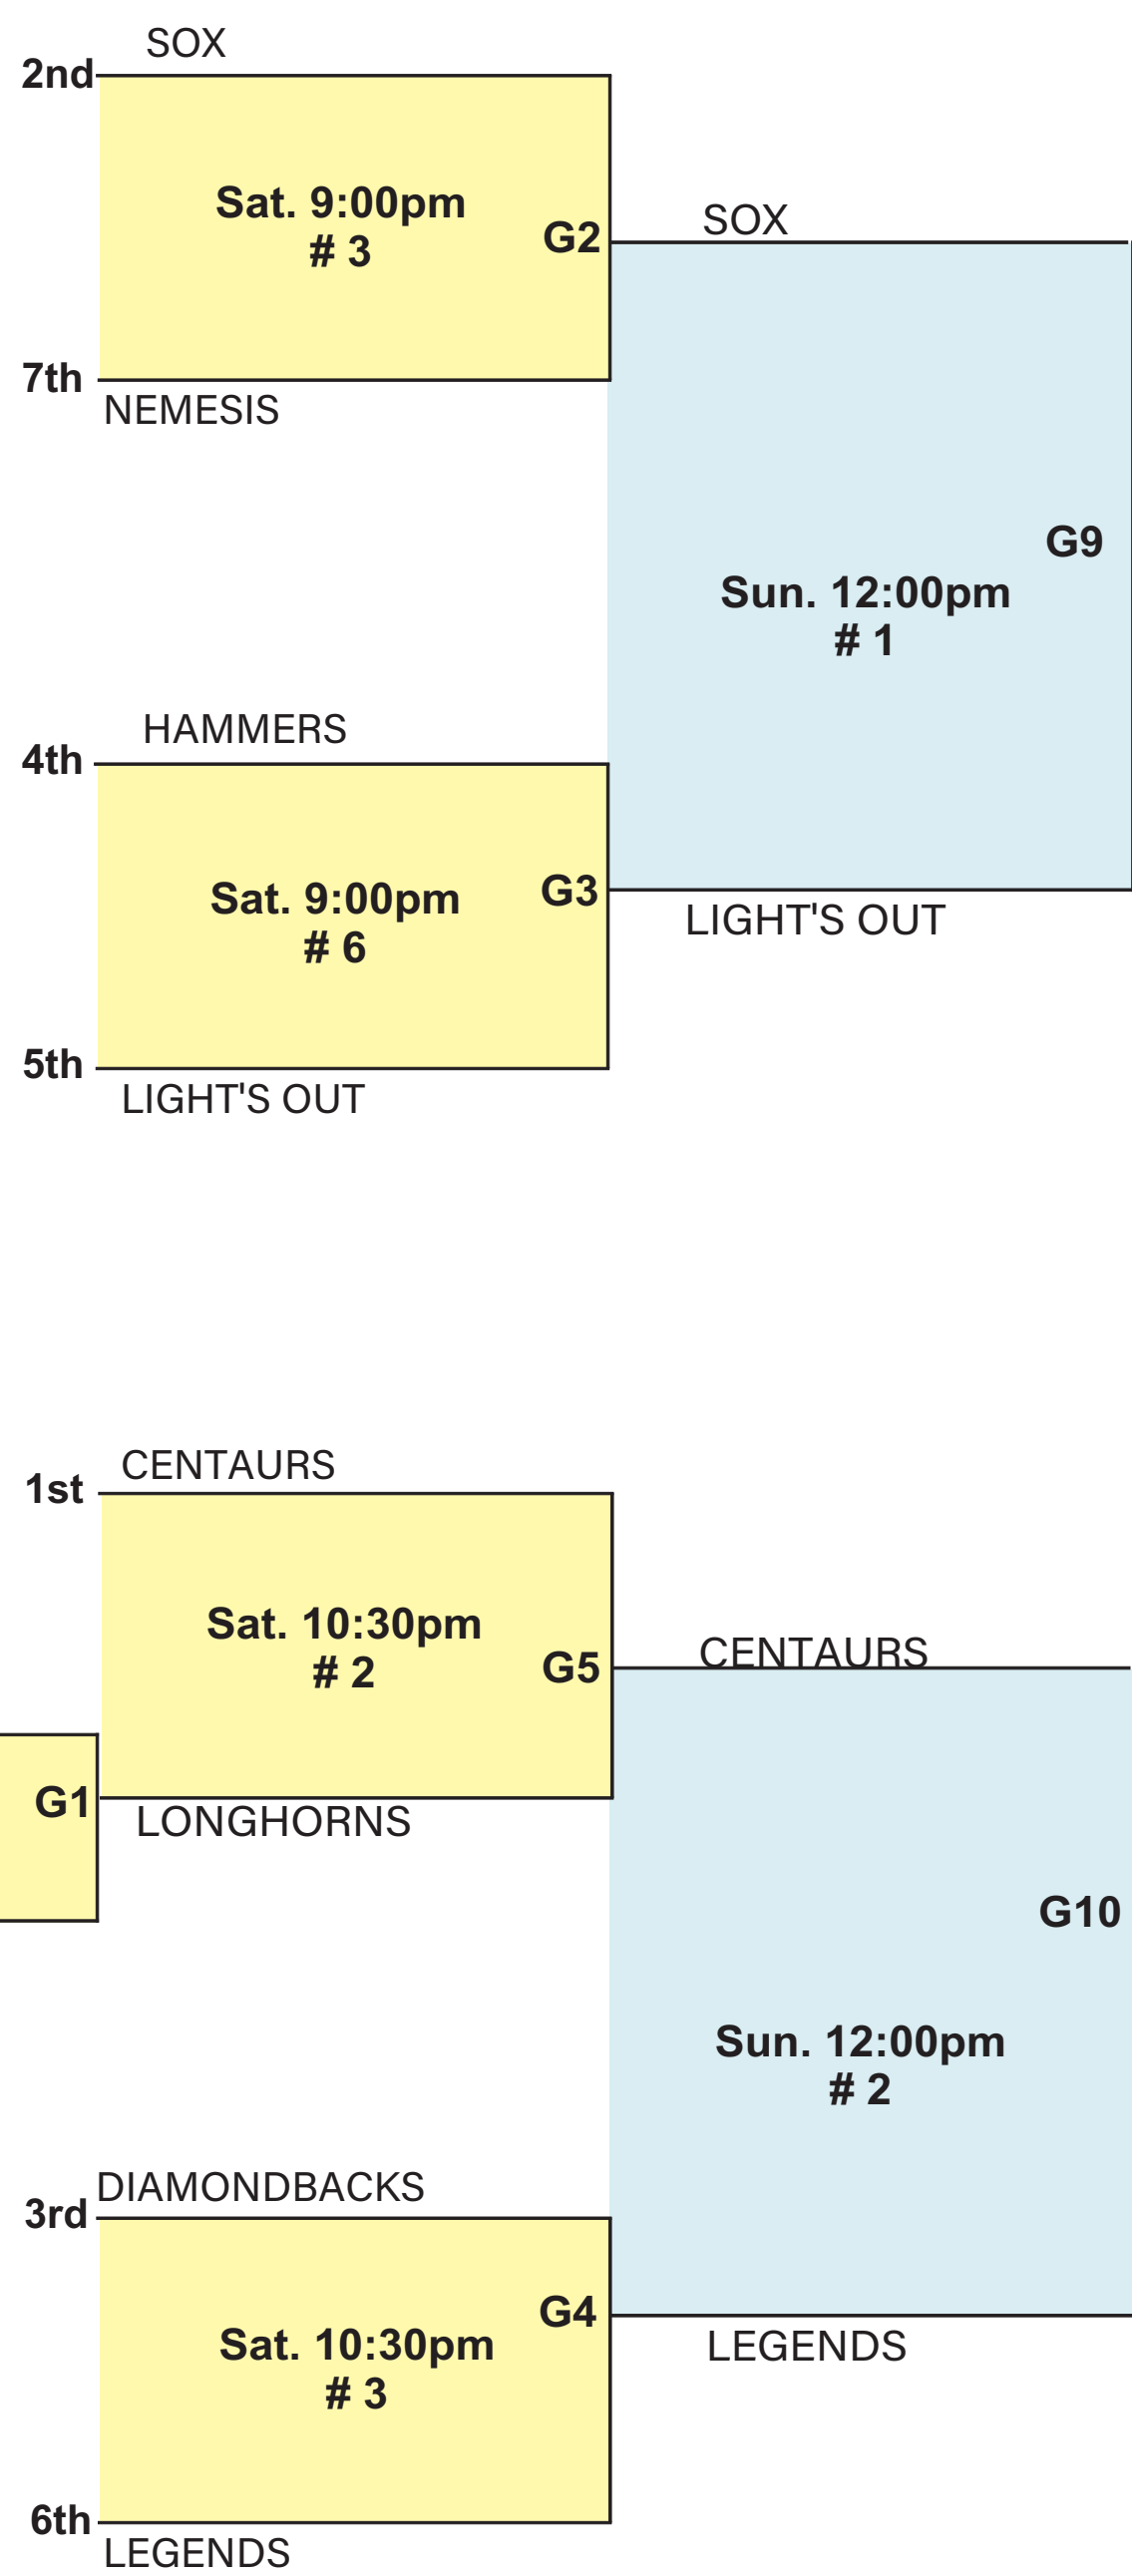 SOX
2nd
Sat. 9:00pm
# 3
G2
SOX
7th
NEMESIS
G9
Sun. 12:00pm
# 1
HAMMERS
4th
Sat. 9:00pm
# 6
G3
LIGHT'S OUT
5th
LIGHT'S OUT
CENTAURS
1st
Sat. 10:30pm
# 2
G5
CENTAURS
G1
LONGHORNS
G10
Sun. 12:00pm
# 2
DIAMONDBACKS
3rd
G4
Sat. 10:30pm
# 3
LEGENDS
6th
LEGENDS